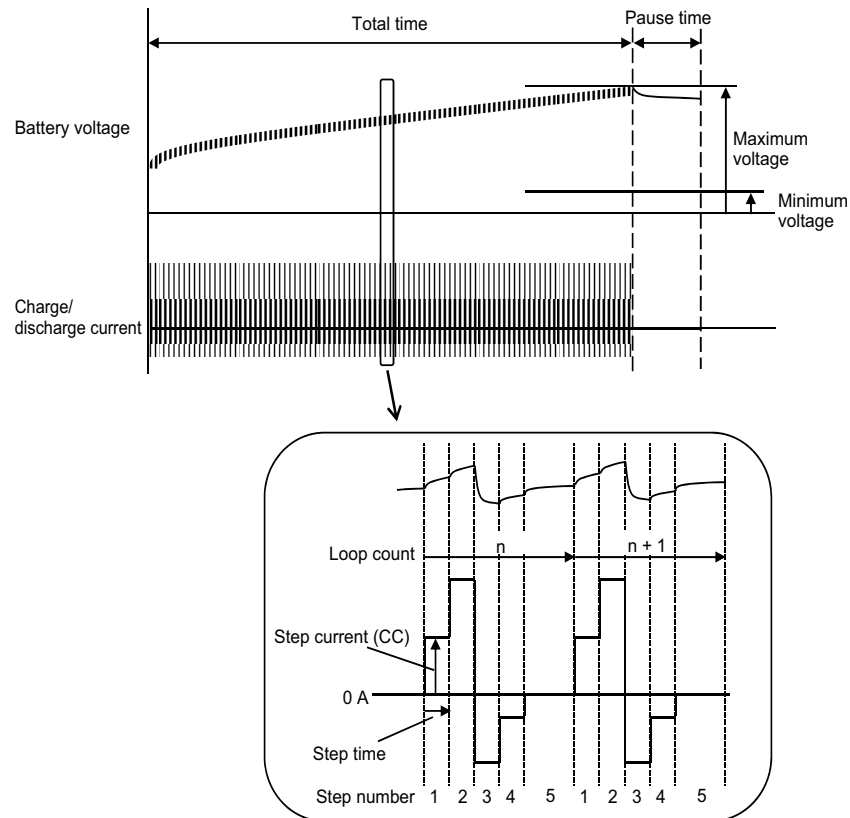 Total time
Pause time
Battery voltage
Maximum
voltage
Minimum
voltage
Charge/
discharge current
Loop count
n
n + 1
Step current (CC)
0 A
Step time
Step number 1 2 3 4 5 1 2 3 4 5